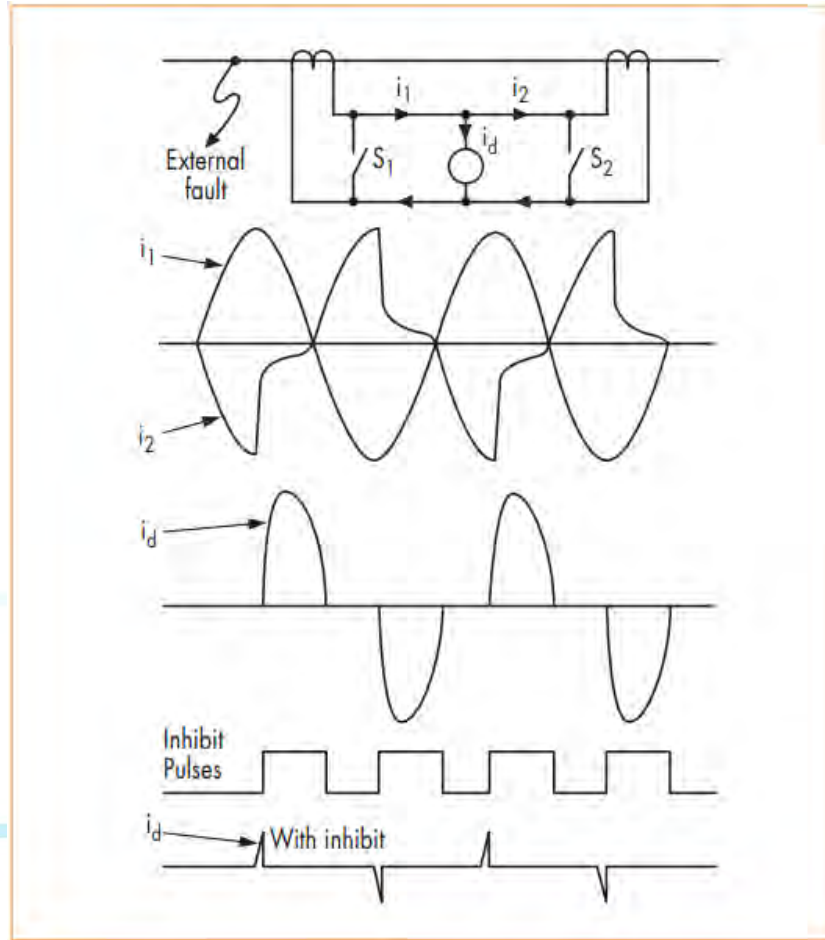 i1
i2
id
S1
S2
External
fault
i1
i2
id
Inhibit
Pulses
id
With inhibit